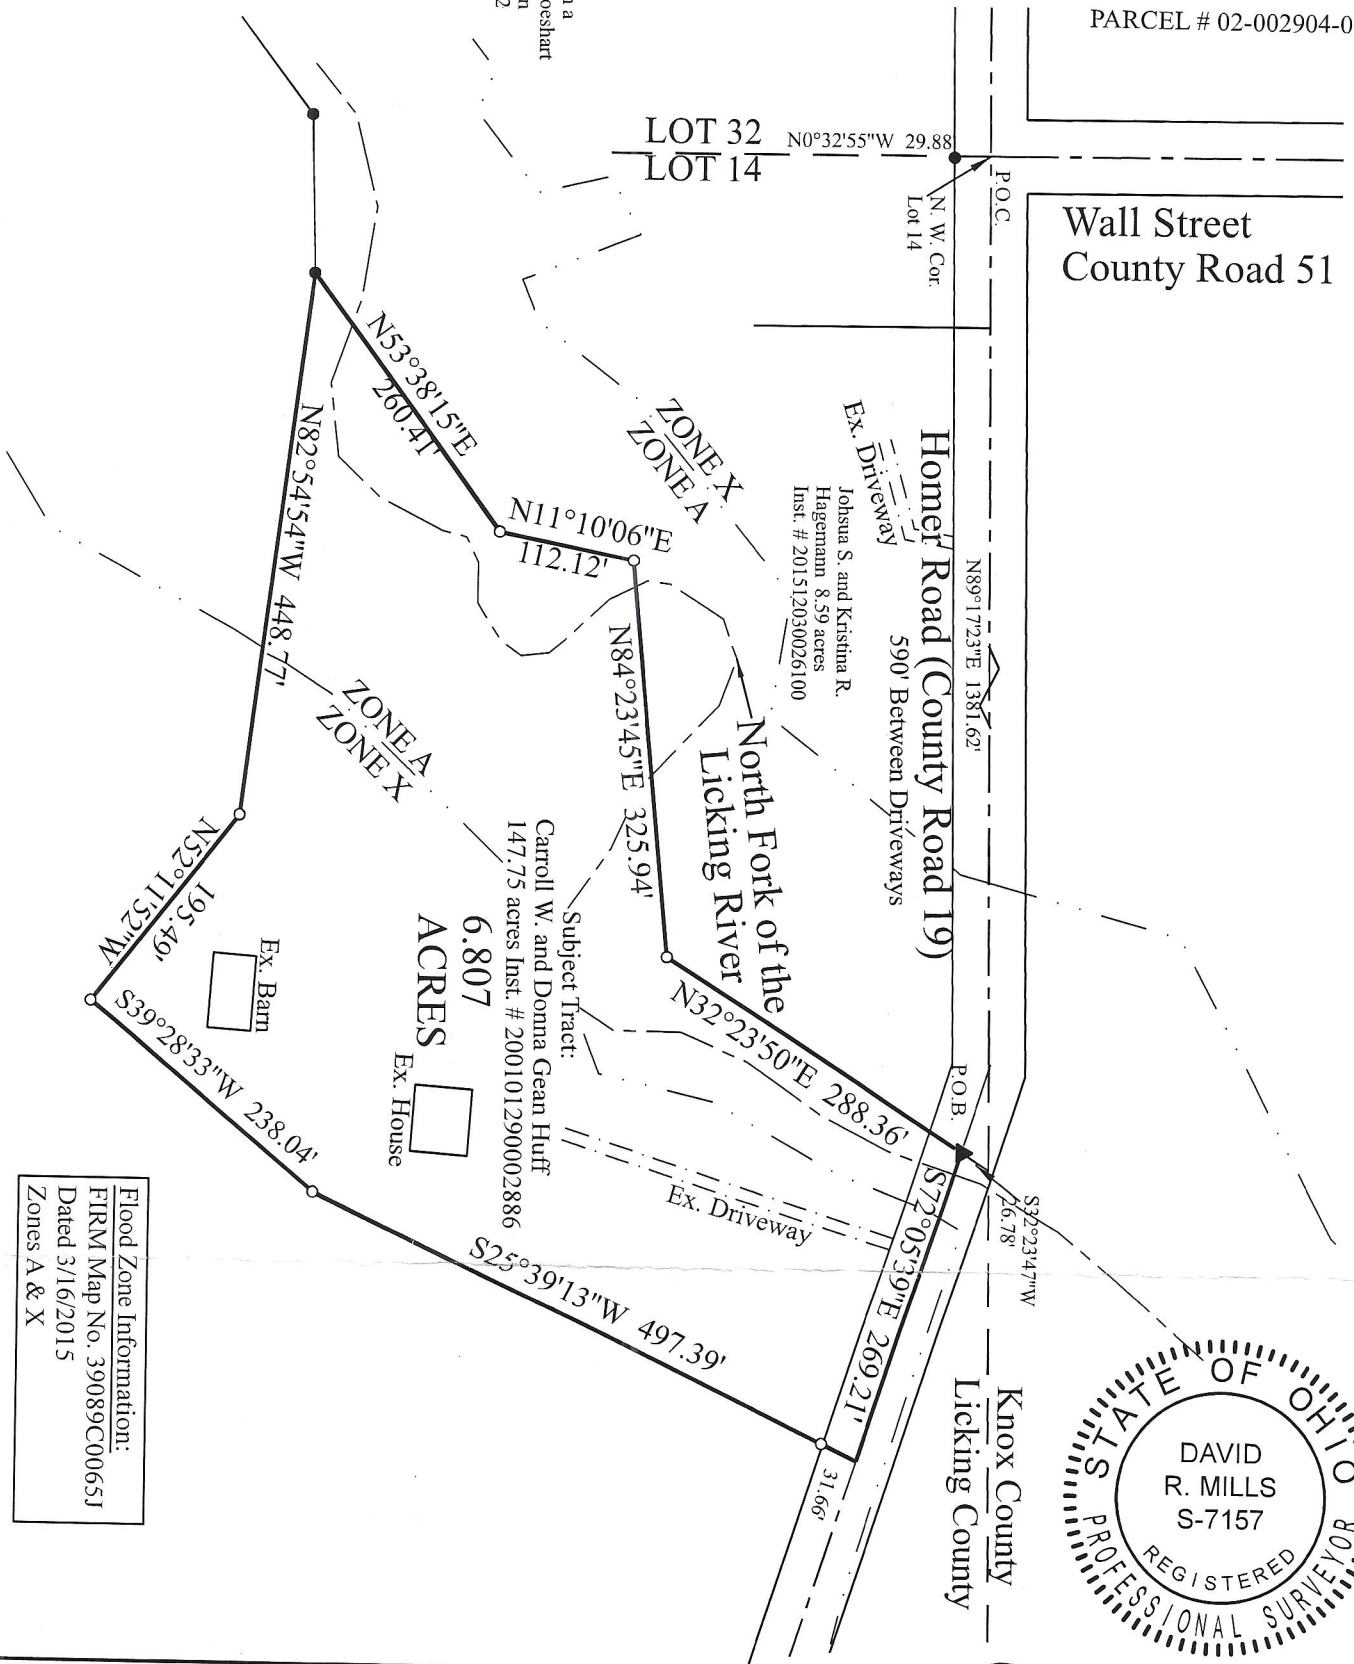 PARCEL # 02-002904-0
oeshart
LOT 32
LOT 14
N0°32'55"W 29.88
P.O.C.
N. W. Cor.
Lot 14
Wall Street
County Road 51
N53°38'15"E
260.41'
ZONE X
ZONE A
Ex. Driveway
Johsua S. and Kristina R.
Hagemann 8.59 acres
Inst. # 201512030026100
Homer Road (County Road 19)
590' Between Driveways
N89°17'23"E 1381.62'
N11°10'06"E
112.12'
N82°54'54"W 448.77'
N84°23'45"E 325.94'
ZONE A
ZONE X
North Fork of the
Licking River
Subject Tract:
Carroll W. and Donna Gean Huff
147.75 acres Inst. # 200101290002886
6.807
ACRES
195.49'
N52°11'52"W
Ex. Barn
Ex. House
N32°23'50"E 288.36'
P.O.B.
S39°28'33"W 238.04'
Ex. Driveway
S72°05'39"E 269.21'
S32°23'47"W
26.78'
S25°39'13"W 497.39'
31.66'
Knox County
Licking County
Flood Zone Information:
FIRM Map No. 39089C0065J
Dated 3/16/2015
Zones A & X
STATE OF OHIO
DAVID
R. MILLS
S-7157
REGISTERED
PROFESSIONAL SURVEYOR